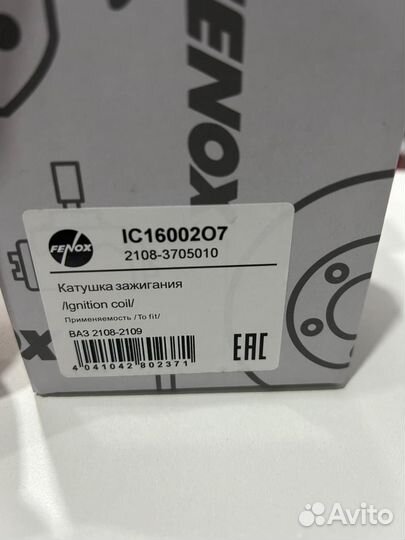 FENOX
FENOX
IC16002O7
2108-3705010
Катушка зажигания
/Ignition coil/
Применяемость /To fit/
ВАЗ 2108-2109
EAC
4 041042 802371
Avito